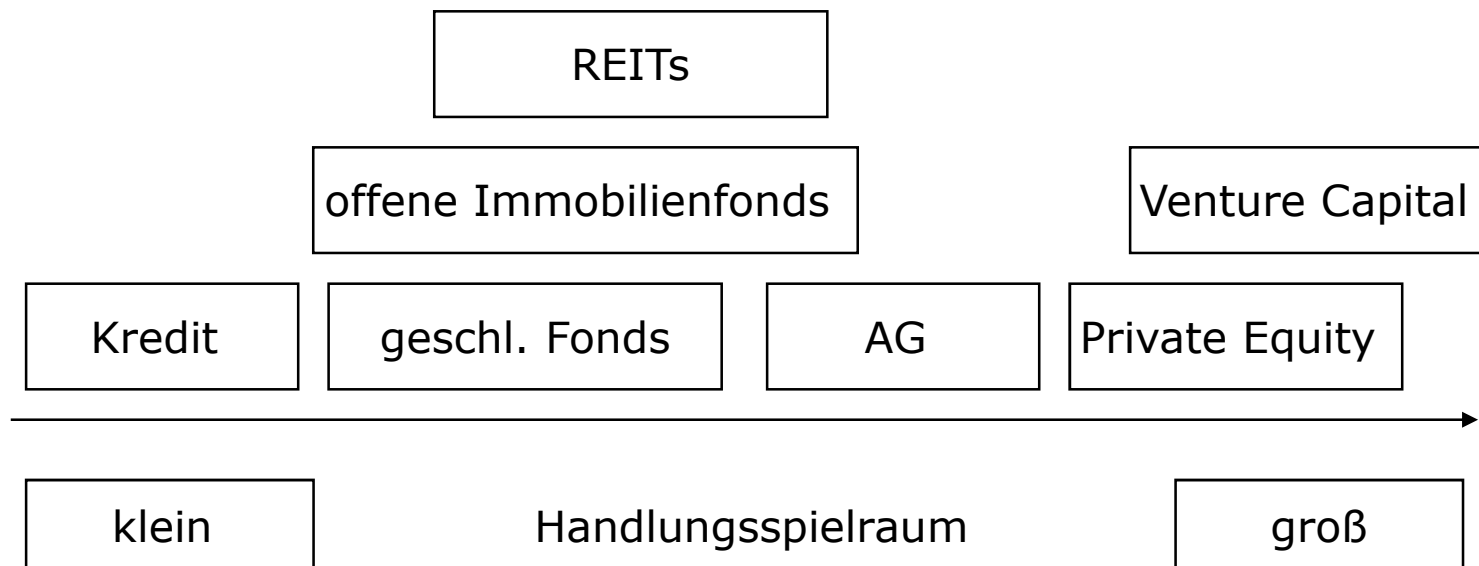 REITs
offene Immobilienfonds Venture Capital
Kredit geschl. Fonds AG Private Equity
klein Handlungsspielraum groß